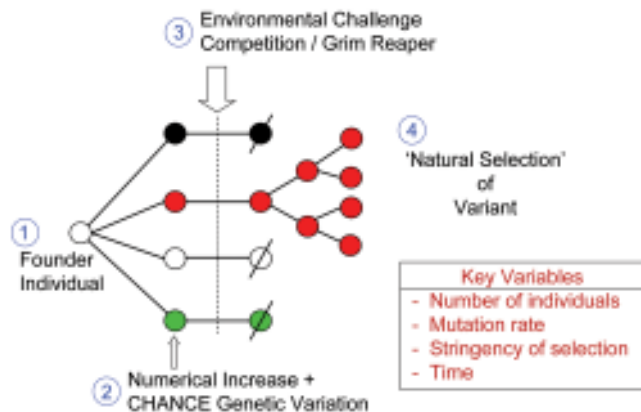 3
Environmental Challenge
Competition / Grim Reaper
4
'Natural Selection'
of
Variant
1
Founder
Individual
Key Variables
- Number of individuals
- Mutation rate
- Stringency of selection
- Time
2
Numerical Increase +
CHANCE Genetic Variation